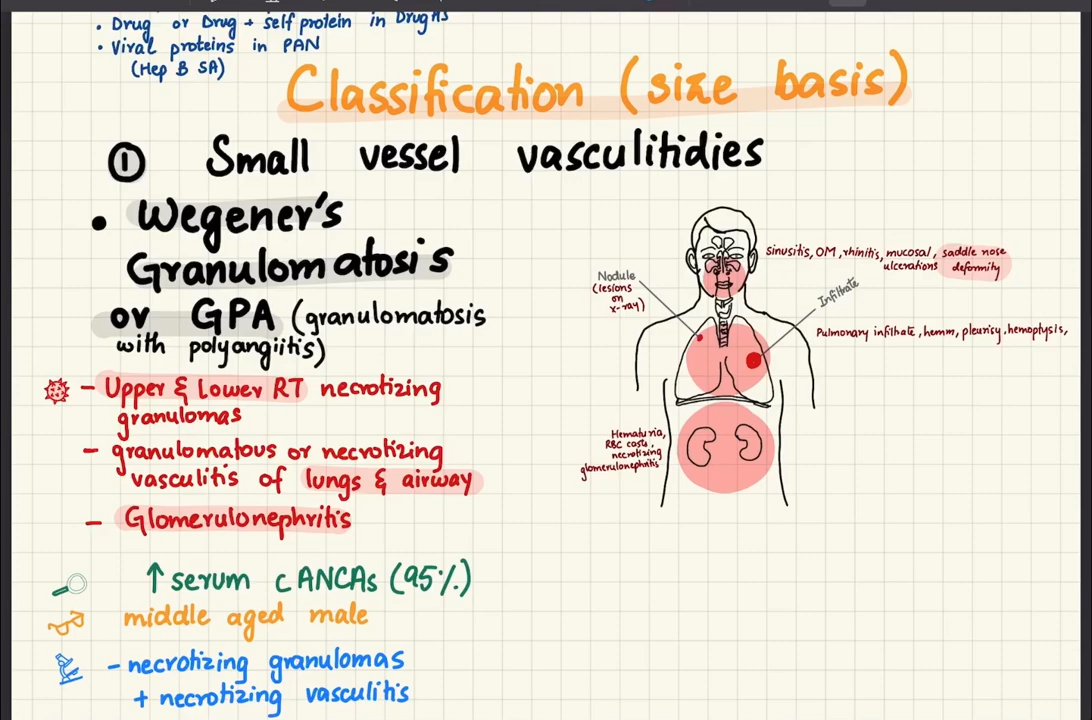 • Drug or Drug + self protein in Drug rxns
• Viral proteins in PAN
(Hep B SA)
Classification (size basis)
① Small vessel vasculitidies
• Wegener's
Granulomatosis
or GPA (granulomatosis
with polyangiitis)
- Upper & Lower RT necrotizing
granulomas
- granulomatous or necrotizing
vasculitis of lungs & airway
- Glomerulonephritis
↑ serum cANCAs (95%)
middle aged male
- necrotizing granulomas
+ necrotizing vasculitis
Sinusitis, OM, rhinitis, mucosal, saddle nose
ulcerations deformity
Nodule
(lesions
on
x-ray)
Infiltrate
Pulmonary infilhate, hemm, pleurisy, hemoptysis,
Hematuria,
RBC casts,
necrotizing
glomerulonephritis